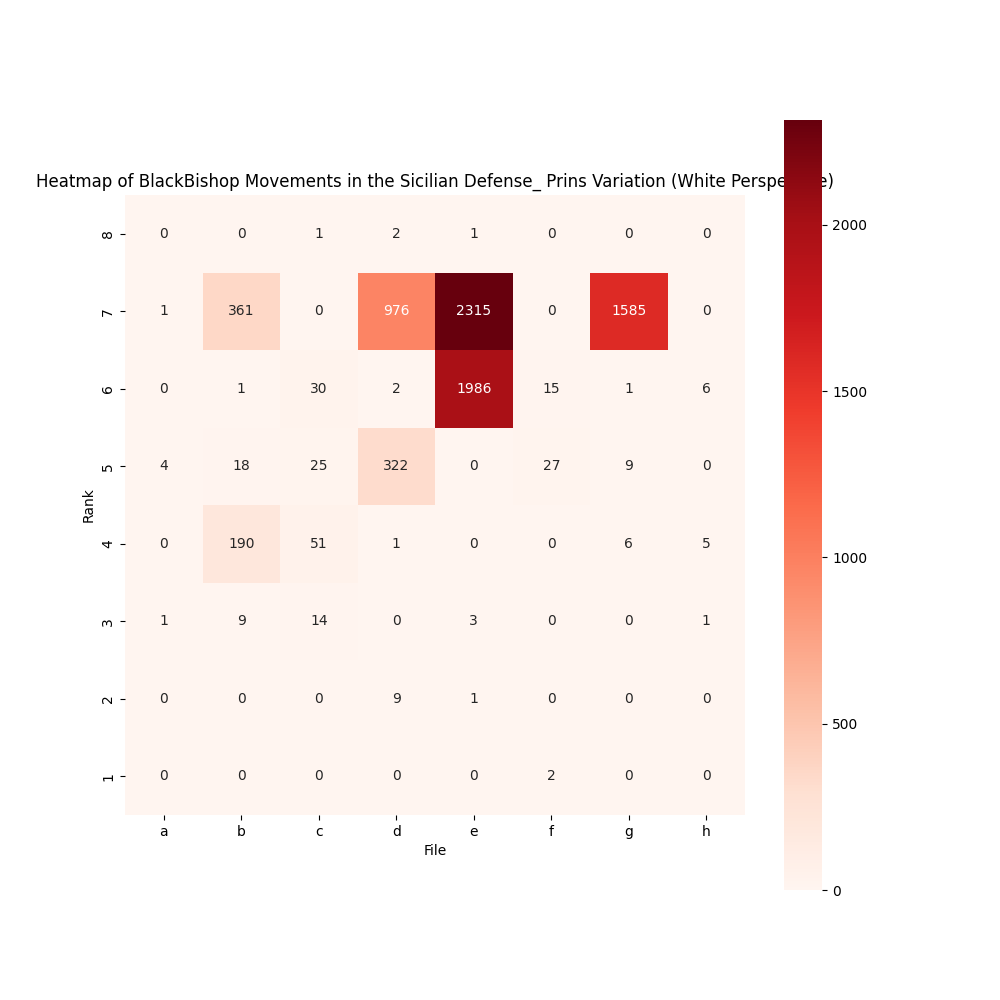 Heatmap of BlackBishop Movements in the Sicilian Defense_ Prins Variation (White Perspe  e)
8 0 0 1 2 1 0 0 0
7 1 361 0 976 2315 0 1585 0
6 0 1 30 2 1986 15 1 6
5 4 18 25 322 0 27 9 0
4 0 190 51 1 0 0 6 5
3 1 9 14 0 3 0 0 1
2 0 0 0 9 1 0 0 0
1 0 0 0 0 0 2 0 0
a b c d e f g h
Rank
File
2000
1500
1000
500
0